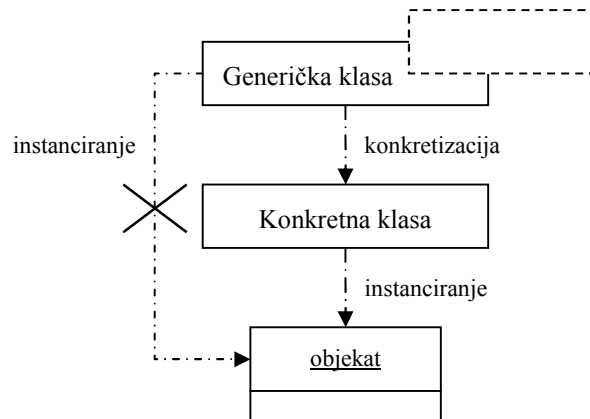 Generička klasa
instanciranje
konkretizacija
Konkretna klasa
instanciranje
objekat